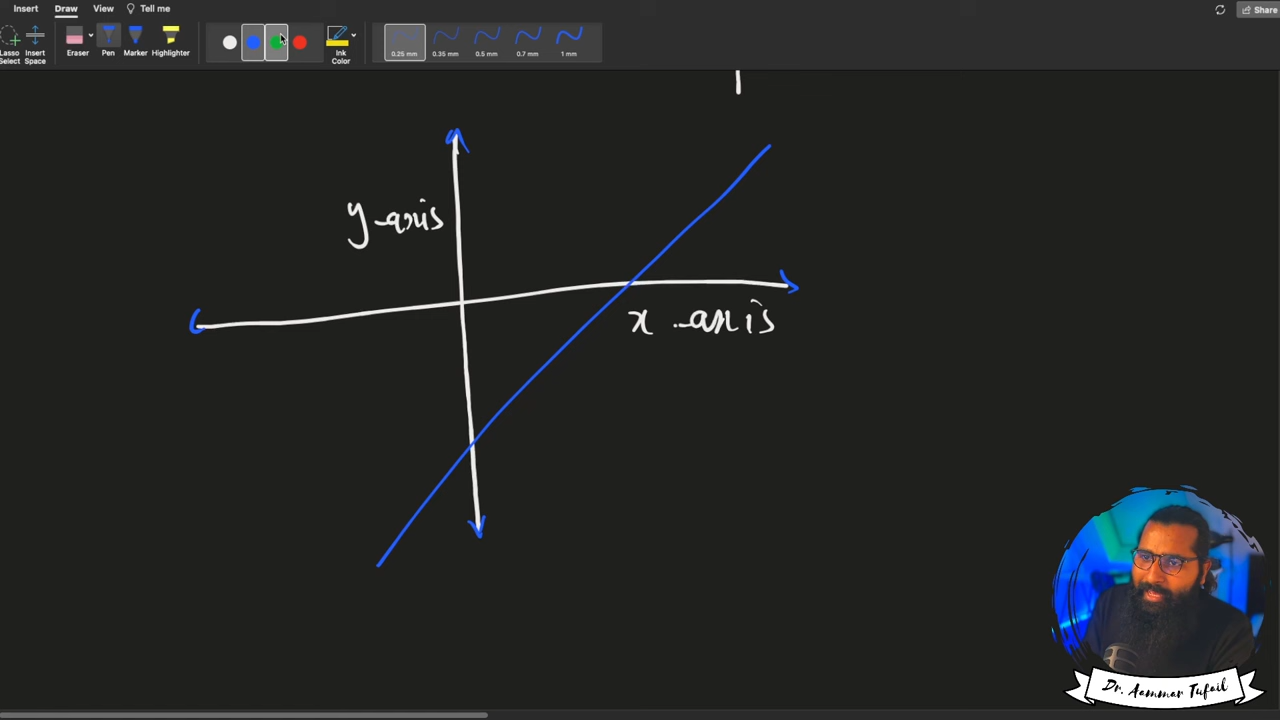 Insert Draw View Tell me
Share
Lasso Select
Insert Space
Eraser
Pen
Marker
Highlighter
Ink Color
0.25 mm
0.35 mm
0.5 mm
0.7 mm
1 mm
y-axis
x-axis
Dr. Aammar Tufail